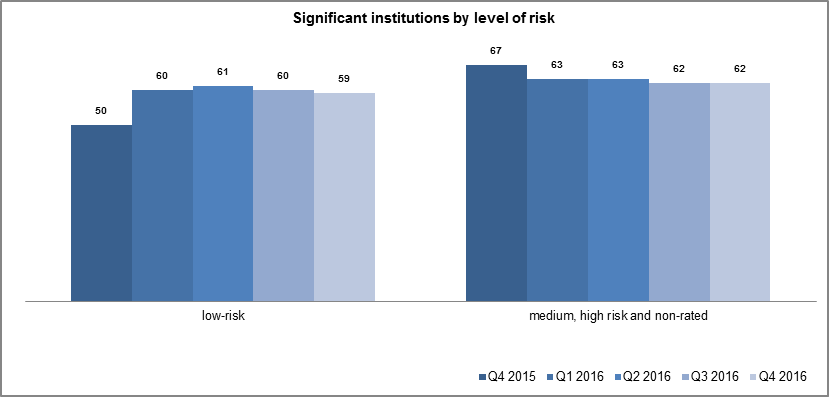 Significant institutions by level of risk
50
60
61
60
59
67
63
63
62
62
low-risk
medium, high risk and non-rated
Q4 2015
Q1 2016
Q2 2016
Q3 2016
Q4 2016